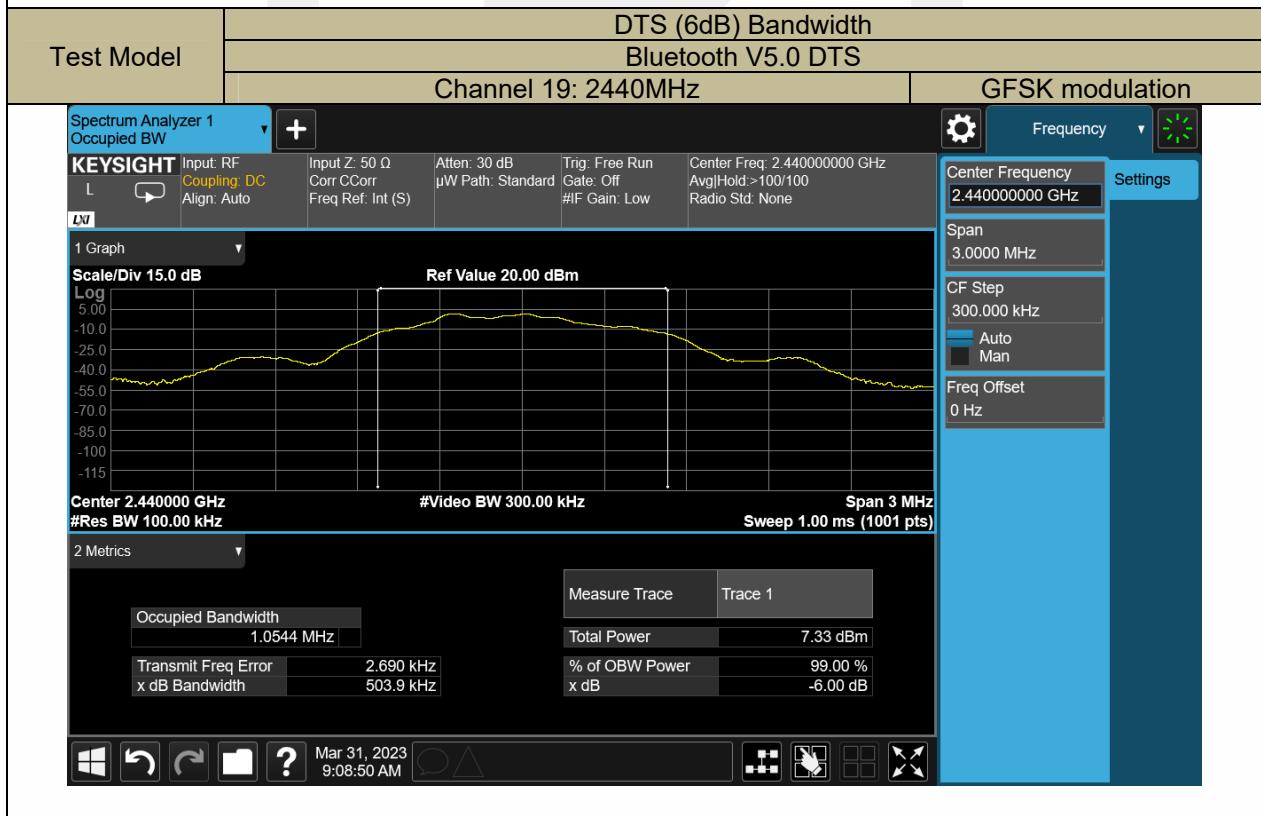 DTS (6dB) Bandwidth
Test Model
Bluetooth V5.0 DTS
Channel 19: 2440MHz
GFSK modulation
Spectrum Analyzer 1
Occupied BW
+
Frequency
KEYSIGHT
L
LXI
Input: RF
Coupling: DC
Align: Auto
Input Z: 50 Ω
Corr CCorr
Freq Ref: Int (S)
Atten: 30 dB
µW Path: Standard
Trig: Free Run
Gate: Off
#IF Gain: Low
Center Freq: 2.440000000 GHz
Avg|Hold:>100/100
Radio Std: None
Center Frequency
2.440000000 GHz
Settings
Span
3.0000 MHz
CF Step
300.000 kHz
Auto
Man
Freq Offset
0 Hz
1 Graph
Scale/Div 15.0 dB
Ref Value 20.00 dBm
Log
5.00
-10.0
-25.0
-40.0
-55.0
-70.0
-85.0
-100
-115
Center 2.440000 GHz
#Video BW 300.00 kHz
Span 3 MHz
#Res BW 100.00 kHz
Sweep 1.00 ms (1001 pts)
2 Metrics
Measure Trace
Trace 1
Occupied Bandwidth
1.0544 MHz
Total Power
7.33 dBm
Transmit Freq Error
2.690 kHz
% of OBW Power
99.00 %
x dB Bandwidth
503.9 kHz
x dB
-6.00 dB
?
Mar 31, 2023
9:08:50 AM